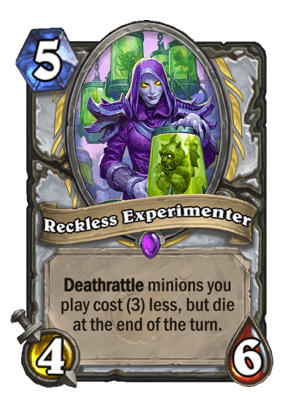 5
Reckless Experimenter
Deathrattle minions you
play cost (3) less, but die
at the end of the turn.
4
6